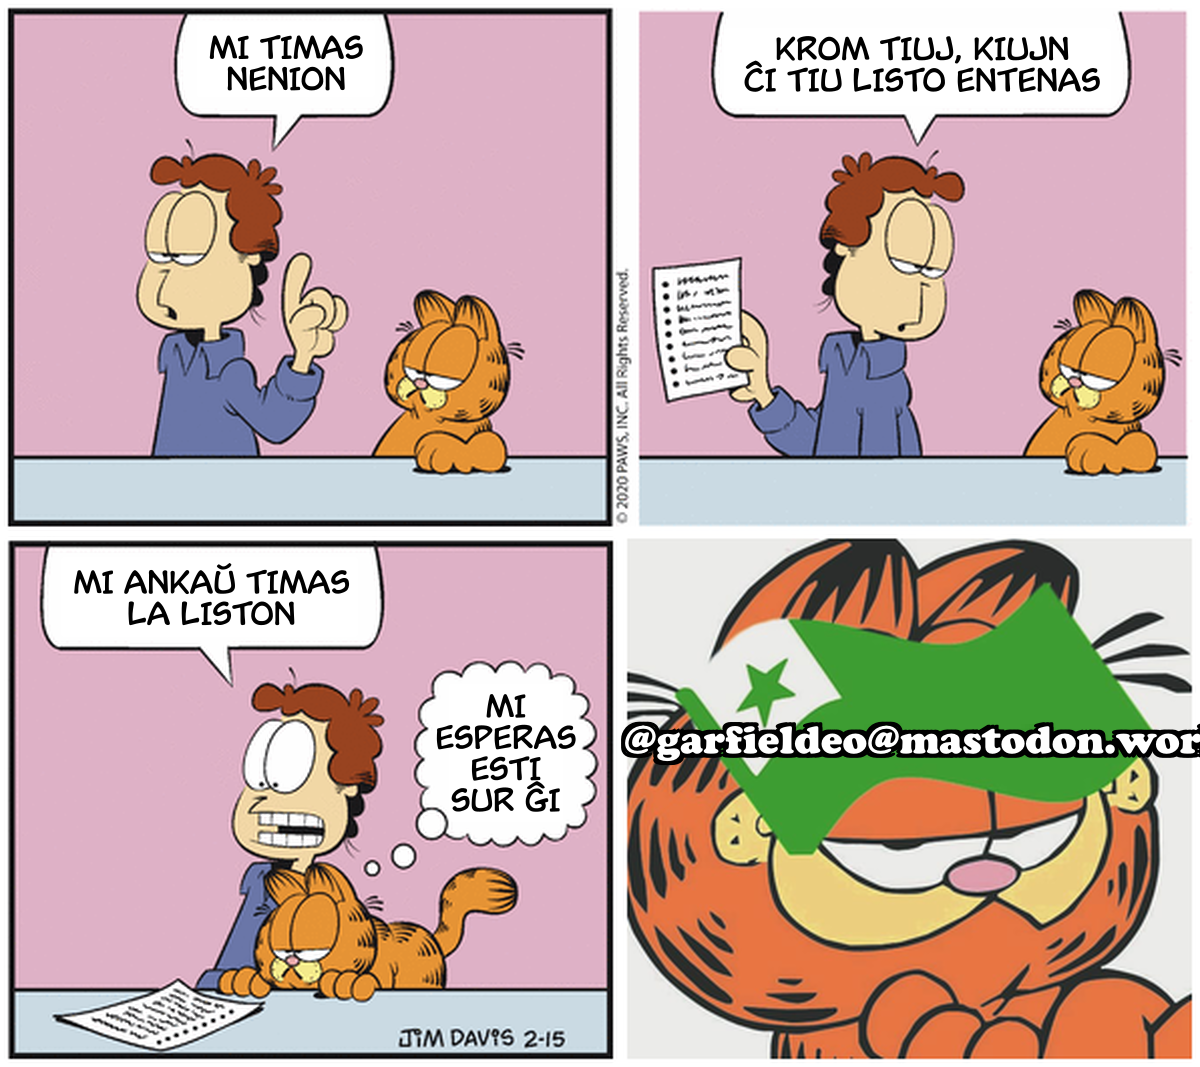 MI TIMAS
NENION
KROM TIUJ, KIUJN
ĈI TIU LISTO ENTENAS
© 2020 PAWS, INC. All Rights Reserved.
MI ANKAŬ TIMAS
LA LISTON
MI
ESPERAS
ESTI
SUR ĜI
JiM DAViS 2-15
@garfieldeo@mastodon.wor